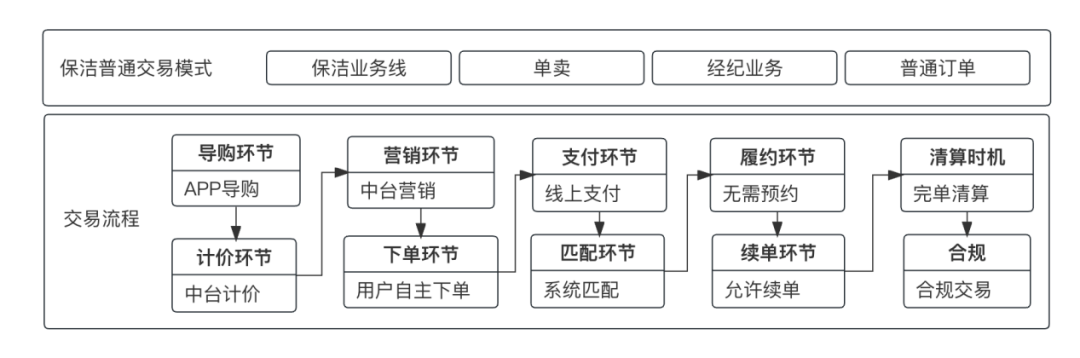 保洁普通交易模式
保洁业务线
单卖
经纪业务
普通订单
交易流程
导购环节
APP导购
计价环节
中台计价
营销环节
中台营销
下单环节
用户自主下单
支付环节
线上支付
匹配环节
系统匹配
履约环节
无需预约
续单环节
允许续单
清算时机
完单清算
合规
合规交易